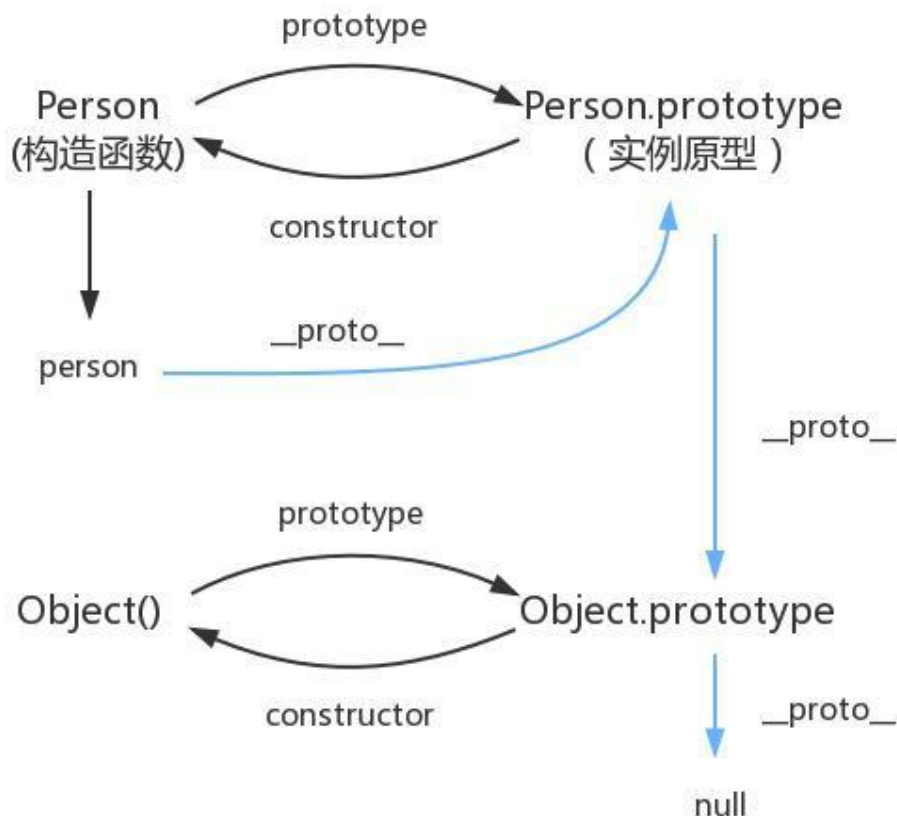 prototype
Person
(构造函数)
Person.prototype
（实例原型）
constructor
__proto__
person
__proto__
prototype
Object()
Object.prototype
constructor
__proto__
null